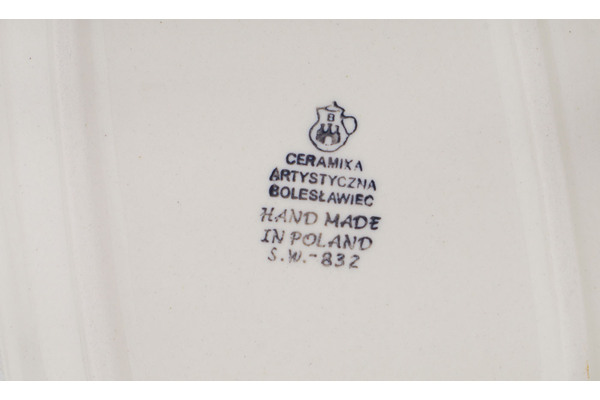 B
CERAMIKA
ARTYSTYCZNA
BOLESŁAWIEC
HAND MADE
IN POLAND
S.W.-832